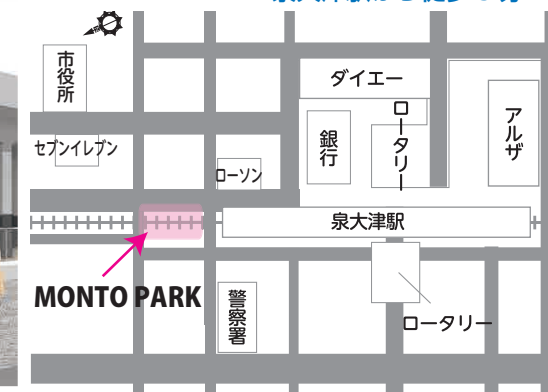 市役所
ダイエー
ロータリー
銀行
アルザ
セブンイレブン
ローソン
泉大津駅
MONTO PARK
警察署
ロータリー